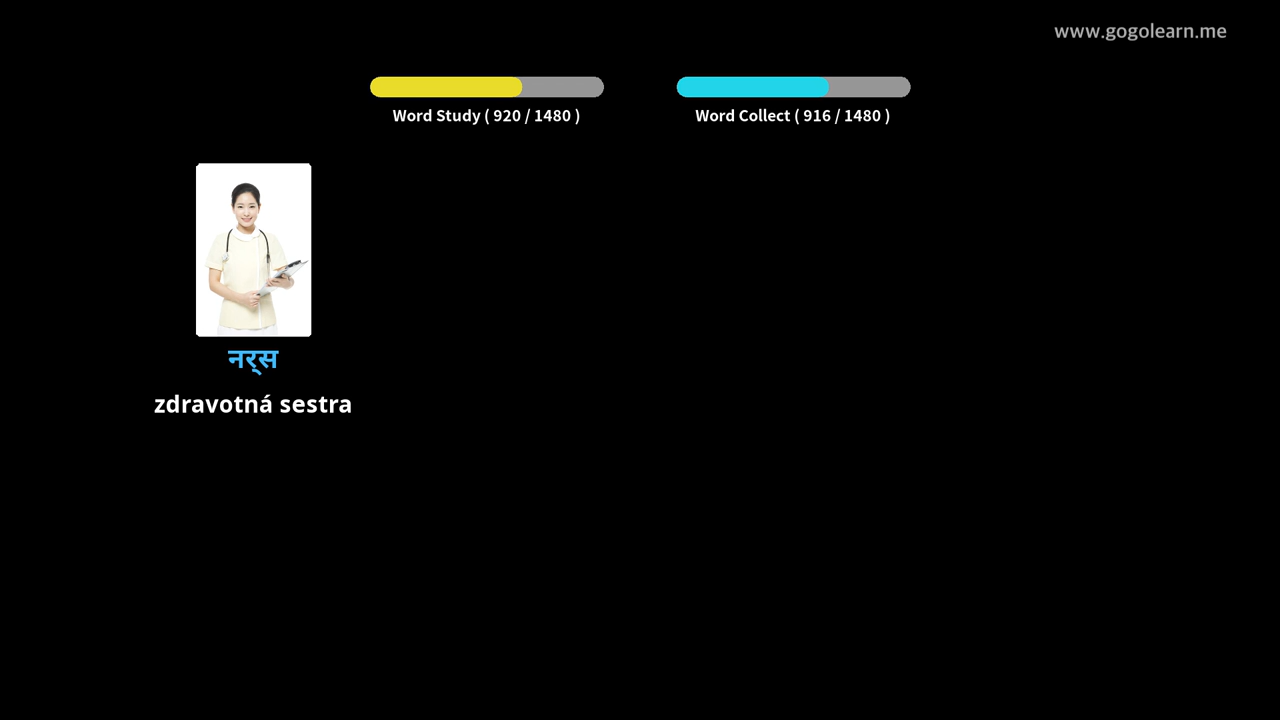 www.gogolearn.me
Word Study ( 920 / 1480 )
Word Collect ( 916 / 1480 )
नर्स
zdravotná sestra